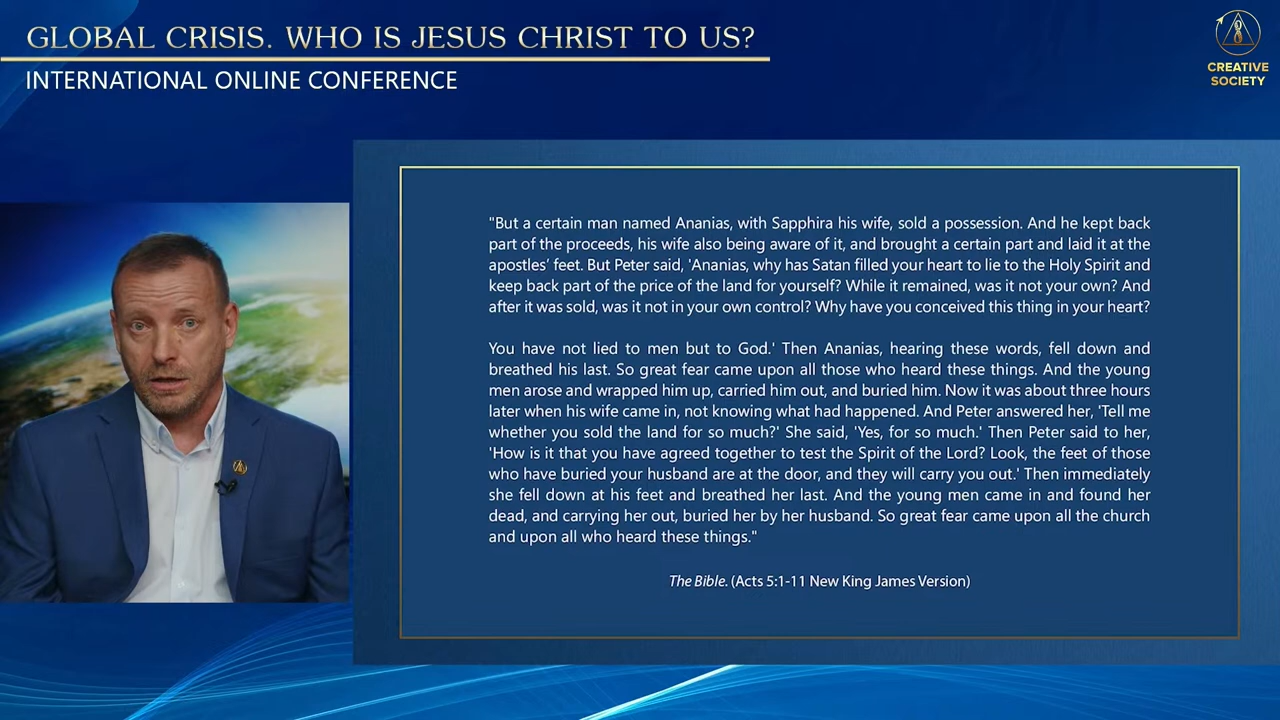 GLOBAL CRISIS. WHO IS JESUS CHRIST TO US?
INTERNATIONAL ONLINE CONFERENCE
CREATIVE
SOCIETY
"But a certain man named Ananias, with Sapphira his wife, sold a possession. And he kept back
part of the proceeds, his wife also being aware of it, and brought a certain part and laid it at the
apostles' feet. But Peter said, 'Ananias, why has Satan filled your heart to lie to the Holy Spirit and
keep back part of the price of the land for yourself? While it remained, was it not your own? And
after it was sold, was it not in your own control? Why have you conceived this thing in your heart?
You have not lied to men but to God.' Then Ananias, hearing these words, fell down and
breathed his last. So great fear came upon all those who heard these things. And the young
men arose and wrapped him up, carried him out, and buried him. Now it was about three hours
later when his wife came in, not knowing what had happened. And Peter answered her, 'Tell me
whether you sold the land for so much?' She said, 'Yes, for so much.' Then Peter said to her,
'How is it that you have agreed together to test the Spirit of the Lord? Look, the feet of those
who have buried your husband are at the door, and they will carry you out.' Then immediately
she fell down at his feet and breathed her last. And the young men came in and found her
dead, and carrying her out, buried her by her husband. So great fear came upon all the church
and upon all who heard these things."
The Bible. (Acts 5:1-11 New King James Version)